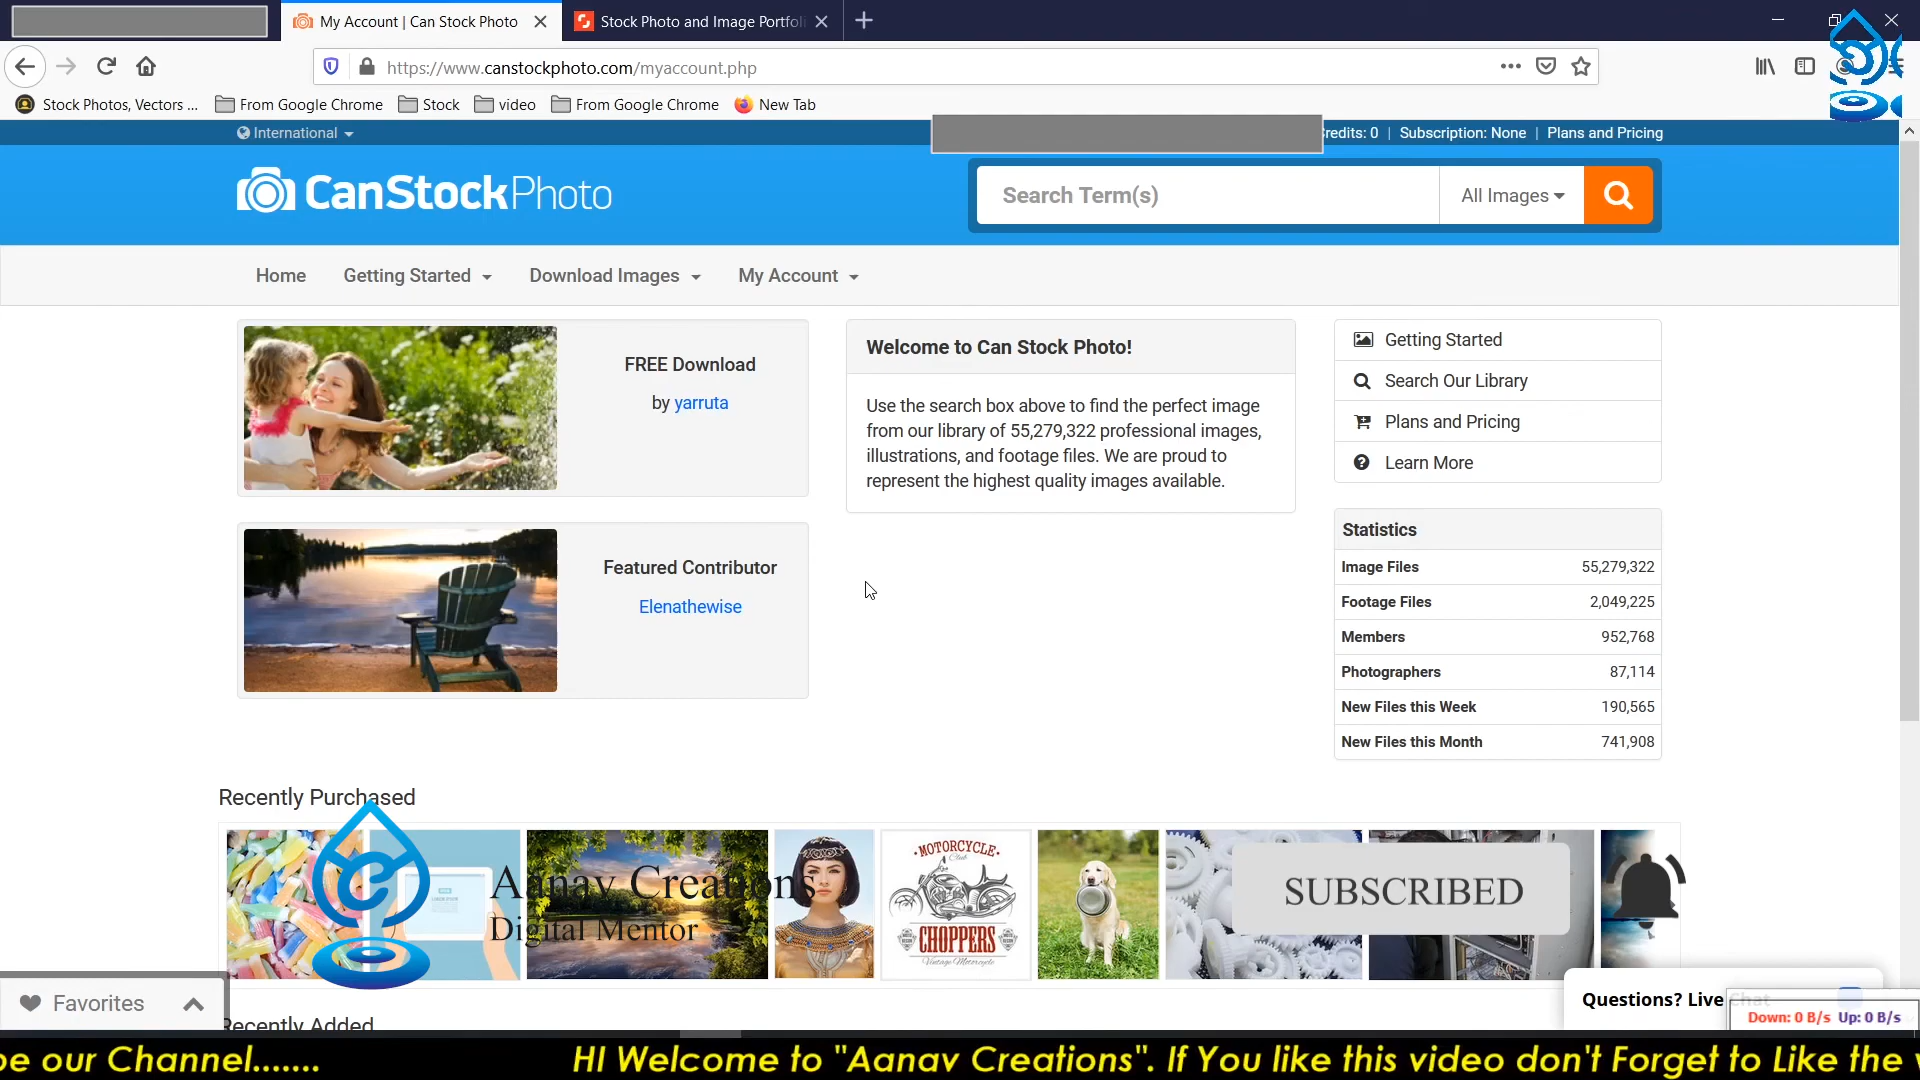 My Account | Can Stock Photo
Stock Photo and Image Portfoli
https://www.canstockphoto.com/myaccount.php
Stock Photos, Vectors ...
From Google Chrome
Stock
video
From Google Chrome
New Tab
International
redits: 0 | Subscription: None | Plans and Pricing
CanStockPhoto
Search Term(s)
All Images
Home
Getting Started
Download Images
My Account
FREE Download
by yarruta
Welcome to Can Stock Photo!
Use the search box above to find the perfect image
from our library of 55,279,322 professional images,
illustrations, and footage files. We are proud to
represent the highest quality images available.
Getting Started
Search Our Library
Plans and Pricing
Learn More
Featured Contributor
Elenathewise
Statistics
Image Files 55,279,322
Footage Files 2,049,225
Members 952,768
Photographers 87,114
New Files this Week 190,565
New Files this Month 741,908
Recently Purchased
Aanav Creations
Digital Mentor
MOTORCYCLE
Club
CHOPPERS
Vintage Motorcycle
SUBSCRIBED
Favorites
Questions? Live Chat
Down: 0 B/s Up: 0 B/s
Recently Added
be our Channel.......
HI Welcome to "Aanav Creations". If You like this video don't Forget to Like the v